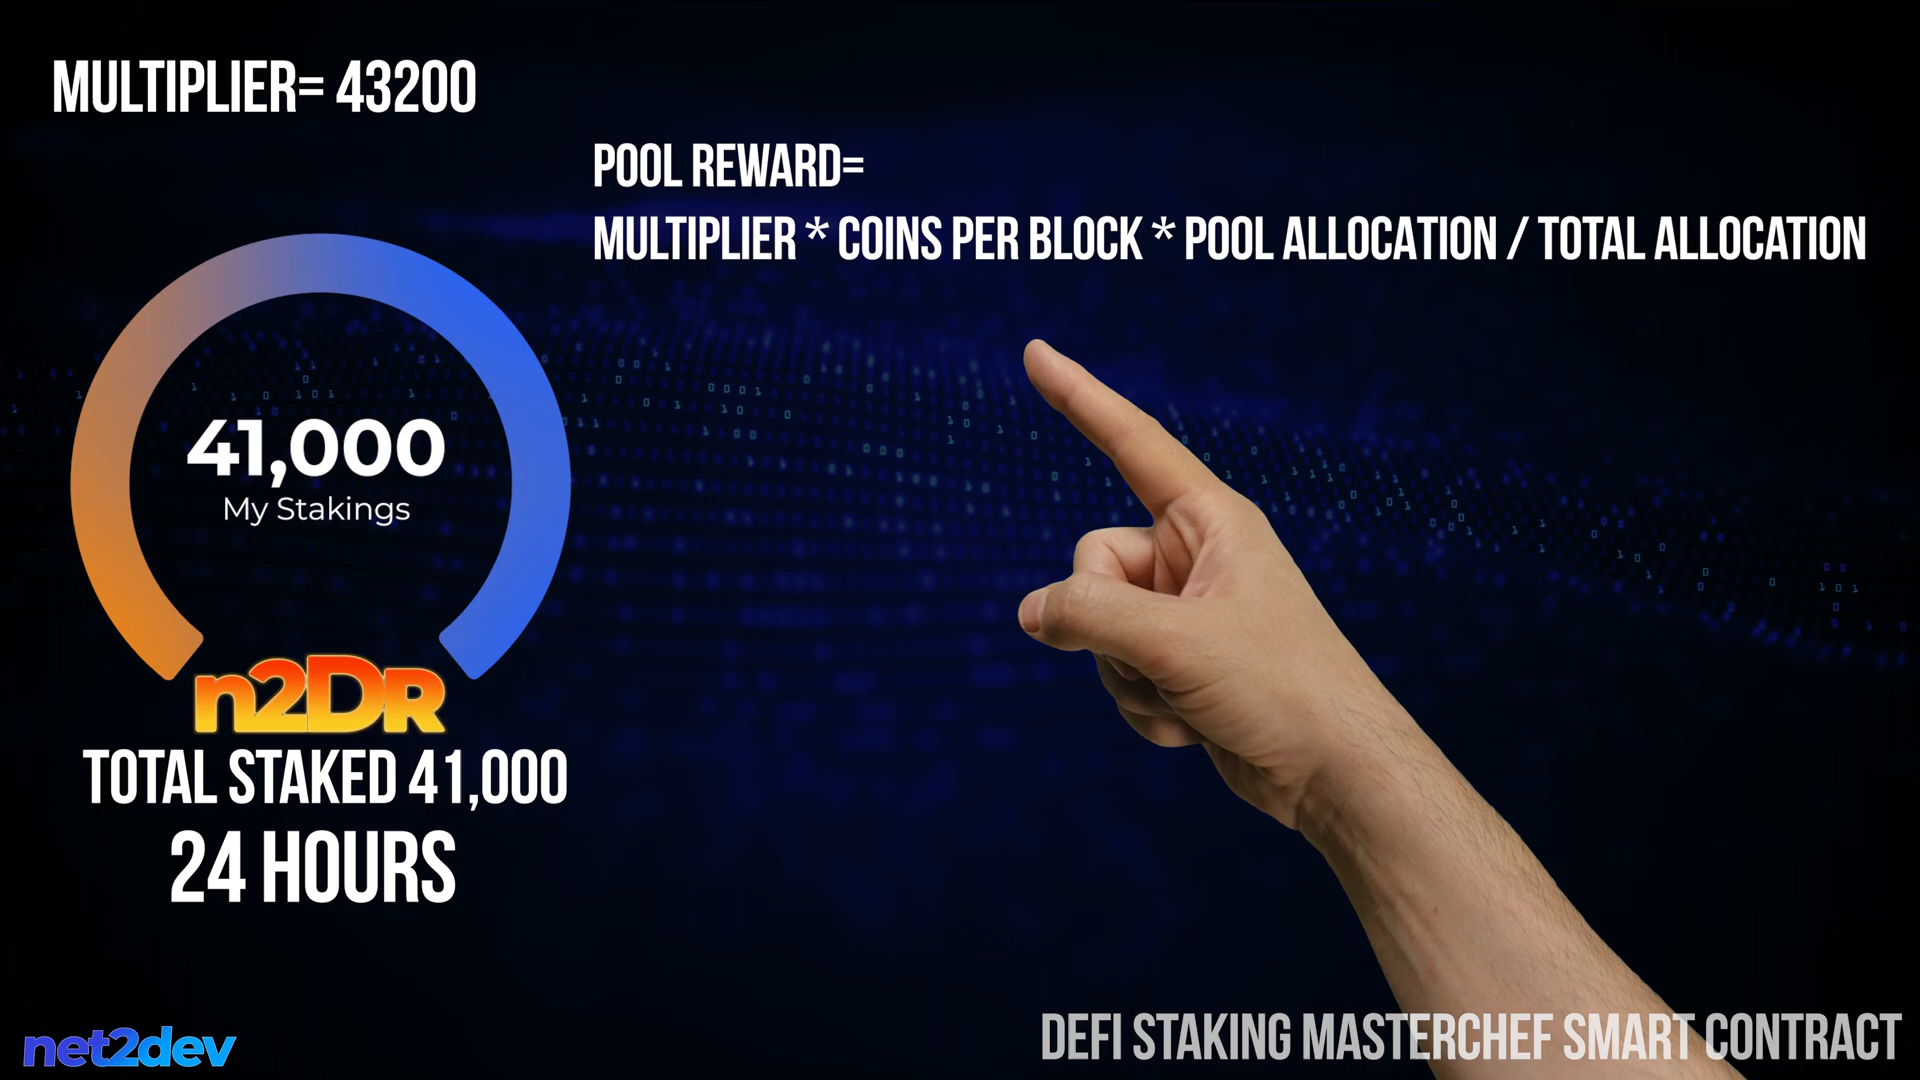 MULTIPLIER= 43200
POOL REWARD=
MULTIPLIER * COINS PER BLOCK * POOL ALLOCATION / TOTAL ALLOCATION
41,000
My Stakings
n2DR
TOTAL STAKED 41,000
24 HOURS
net2dev
DEFI STAKING MASTERCHEF SMART CONTRACT